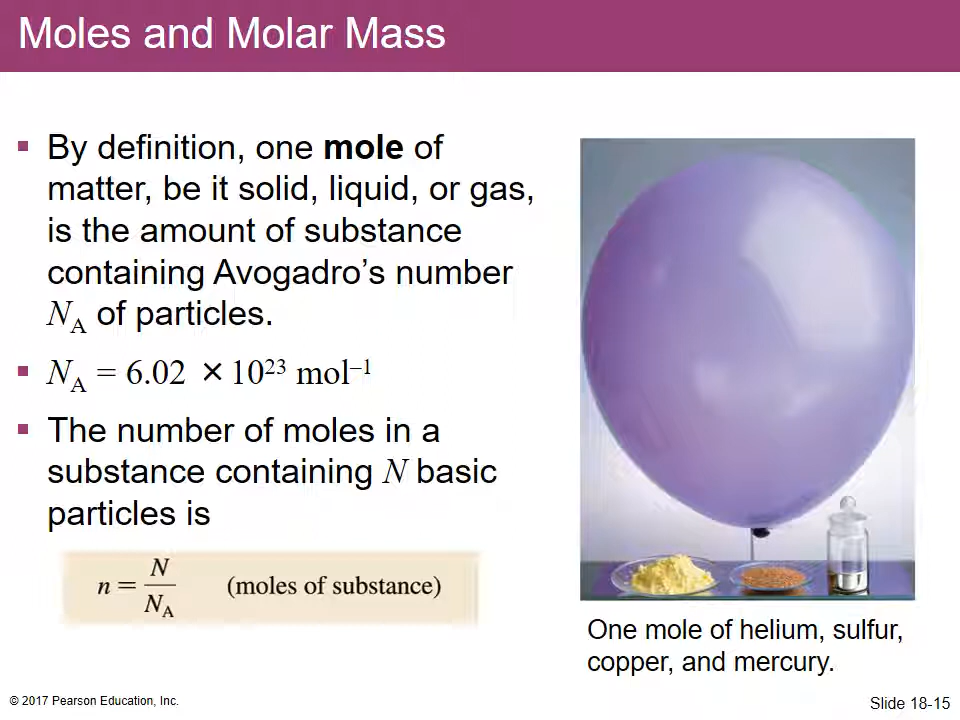 Moles and Molar Mass
▪ By definition, one mole of
matter, be it solid, liquid, or gas,
is the amount of substance
containing Avogadro’s number
N_A of particles.
▪ N_A = 6.02 × 10²³ mol⁻¹
▪ The number of moles in a
substance containing N basic
particles is
n = N/N_A (moles of substance)
One mole of helium, sulfur,
copper, and mercury.
© 2017 Pearson Education, Inc.
Slide 18-15